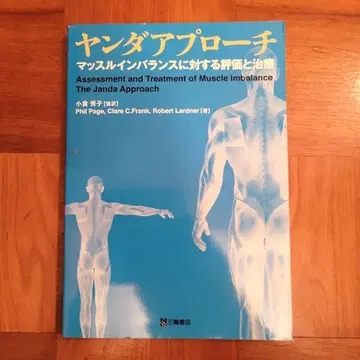 ヤンダアプローチ
マッスルインバランスに対する評価と治療
Assessment and Treatment of Muscle Imbalance
The Janda Approach
小倉 秀子【監訳】
Phil Page, Clare C.Frank, Robert Lardner【著】
三輪書店